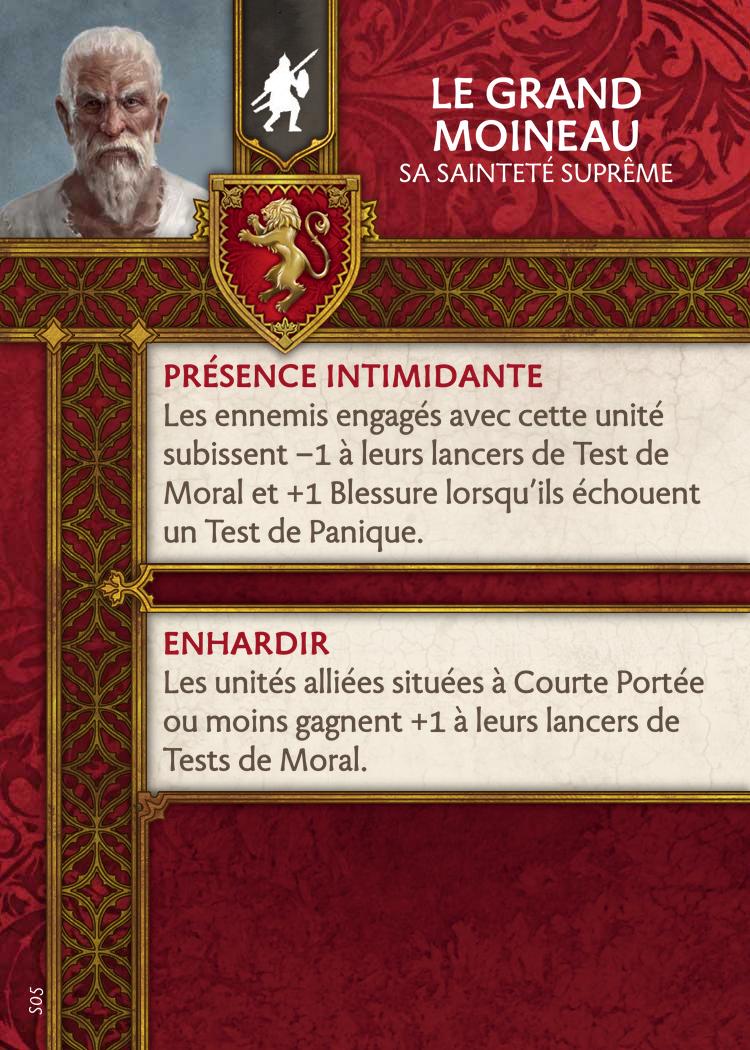 LE GRAND
MOINEAU
SA SAINTETÉ SUPRÊME
PRÉSENCE INTIMIDANTE
Les ennemis engagés avec cette unité
subissent –1 à leurs lancers de Test de
Moral et +1 Blessure lorsqu'ils échouent
un Test de Panique.
ENHARDIR
Les unités alliées situées à Courte Portée
ou moins gagnent +1 à leurs lancers de
Tests de Moral.
S05